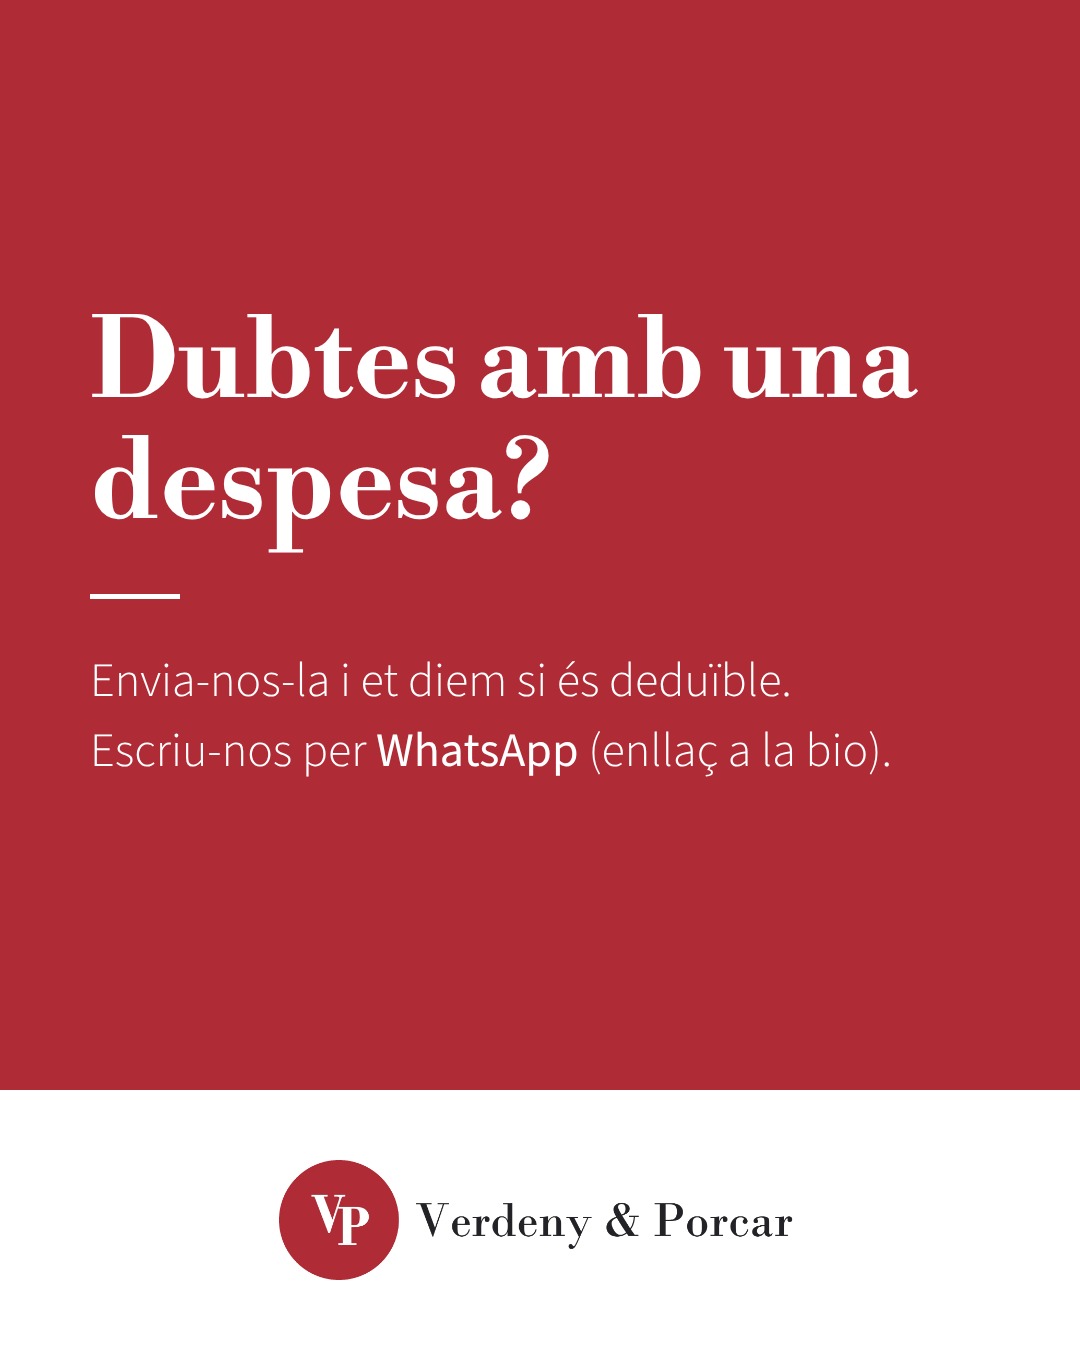 Dubtes amb una
despesa?
Envia-nos-la i et diem si és deduïble.
Escriu-nos per WhatsApp (enllaç a la bio).
VP Verdeny & Porcar